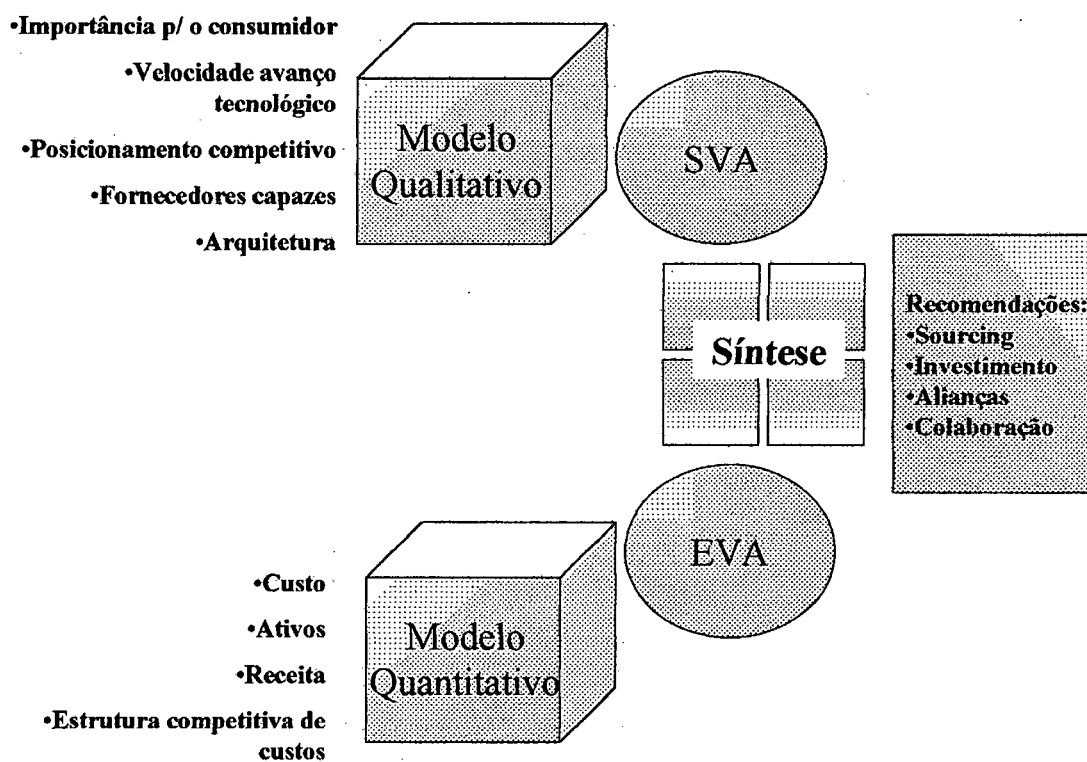 •Importância p/ o consumidor
•Velocidade avanço
tecnológico
•Posicionamento competitivo
•Fornecedores capazes
•Arquitetura
Modelo
Qualitativo
SVA
Síntese
Recomendações:
•Sourcing
•Investimento
•Alianças
•Colaboração
EVA
•Custo
•Ativos
•Receita
•Estrutura competitiva de
custos
Modelo
Quantitativo